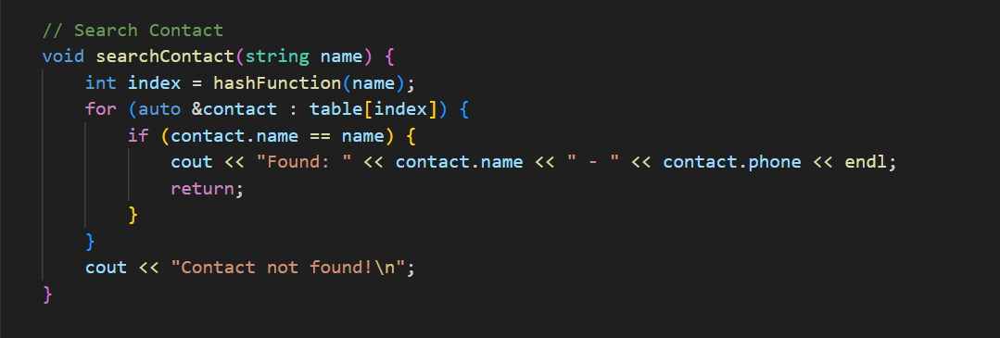 // Search Contact
void searchContact(string name) {
    int index = hashFunction(name);
    for (auto &contact : table[index]) {
        if (contact.name == name) {
            cout << "Found: " << contact.name << " - " << contact.phone << endl;
            return;
        }
    }
    cout << "Contact not found!\n";
}